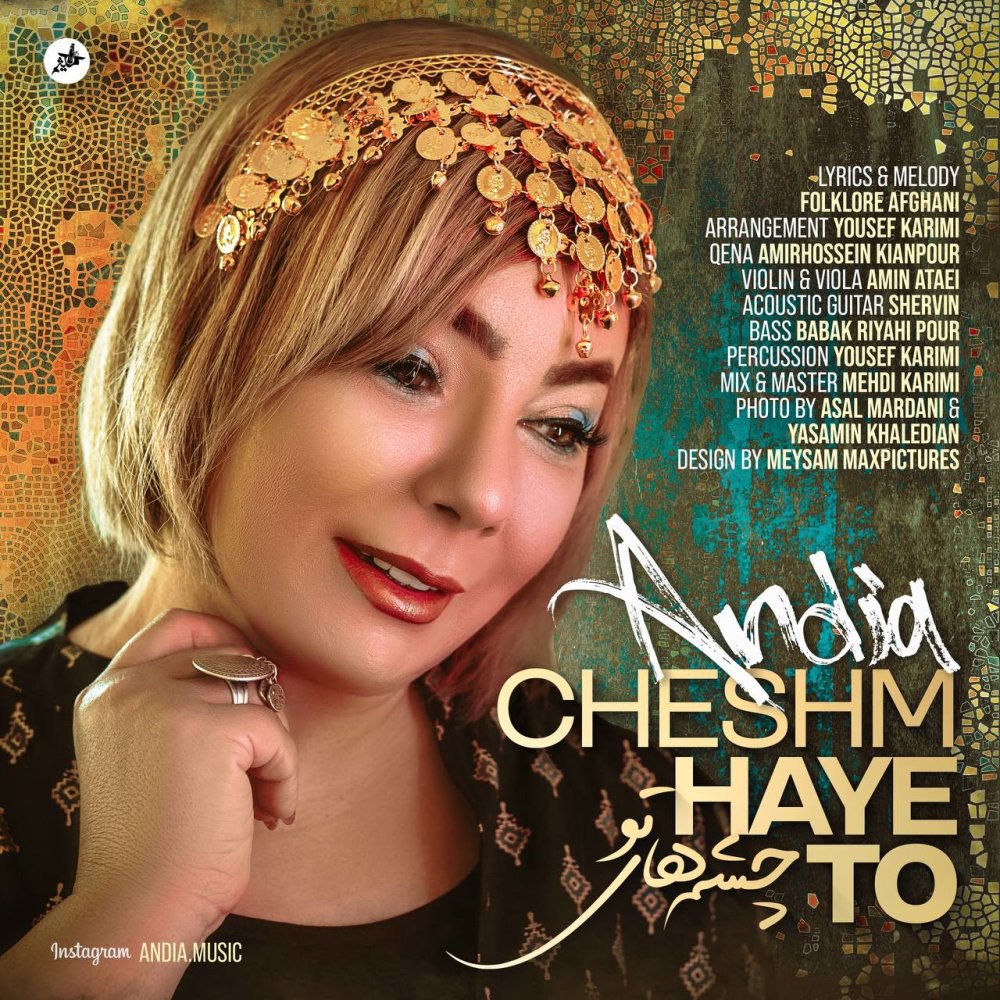 LYRICS & MELODY
FOLKLORE AFGHANI
ARRANGEMENT YOUSEF KARIMI
QENA AMIRHOSSEIN KIANPOUR
VIOLIN & VIOLA AMIN ATAEI
ACOUSTIC GUITAR SHERVIN
BASS BABAK RIYAHI POUR
PERCUSSION YOUSEF KARIMI
MIX & MASTER MEHDI KARIMI
PHOTO BY ASAL MARDANI &
YASAMIN KHALEDIAN
DESIGN BY MEYSAM MAXPICTURES
Andia
CHESHM
HAYE
TO
چشم های تو
Instagram ANDIA.MUSIC